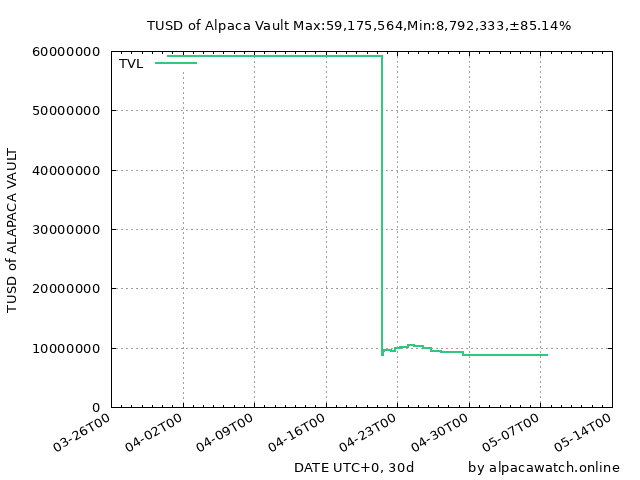 TUSD of Alpaca Vault Max:59,175,564,Min:8,792,333,±85.14%
TUSD of ALAPACA VAULT
TVL
60000000
50000000
40000000
30000000
20000000
10000000
0
03-26T00 04-02T00 04-09T00 04-16T00 04-23T00 04-30T00 05-07T00 05-14T00
DATE UTC+0, 30d by alpacawatch.online